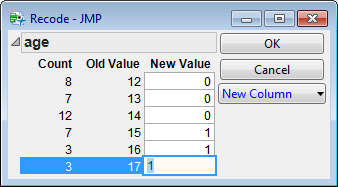 Recode - JMP
age
OK
Count Old Value New Value
Cancel
8 12 0
7 13 0
New Column
12 14 0
7 15 1
3 16 1
3 17 1